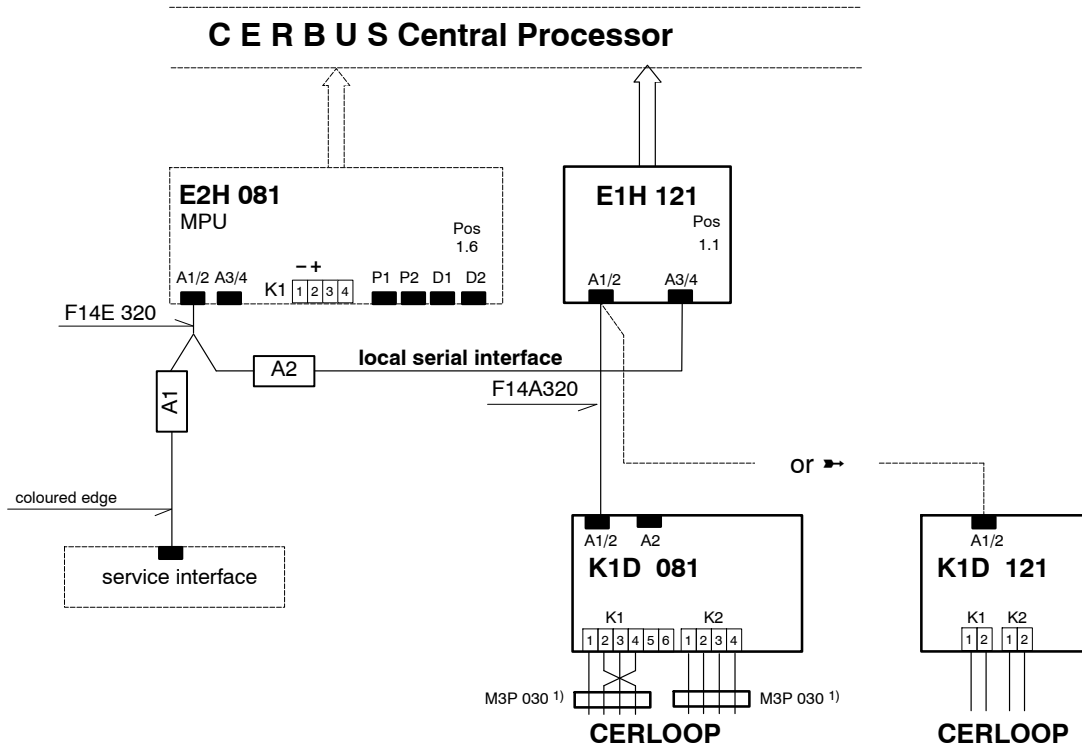 C E R B U S Central Processor
E2H 081
MPU
Pos
1.6
A1/2 A3/4
– +
K1 1 2 3 4
P1 P2 D1 D2
E1H 121
Pos
1.1
A1/2 A3/4
F14E 320
A1
A2
local serial interface
F14A320
or
coloured edge
service interface
A1/2 A2
K1D 081
K1 K2
1 2 3 4 5 6 1 2 3 4
M3P 030 1) M3P 030 1)
CERLOOP
A1/2
K1D 121
K1 K2
1 2 1 2
CERLOOP